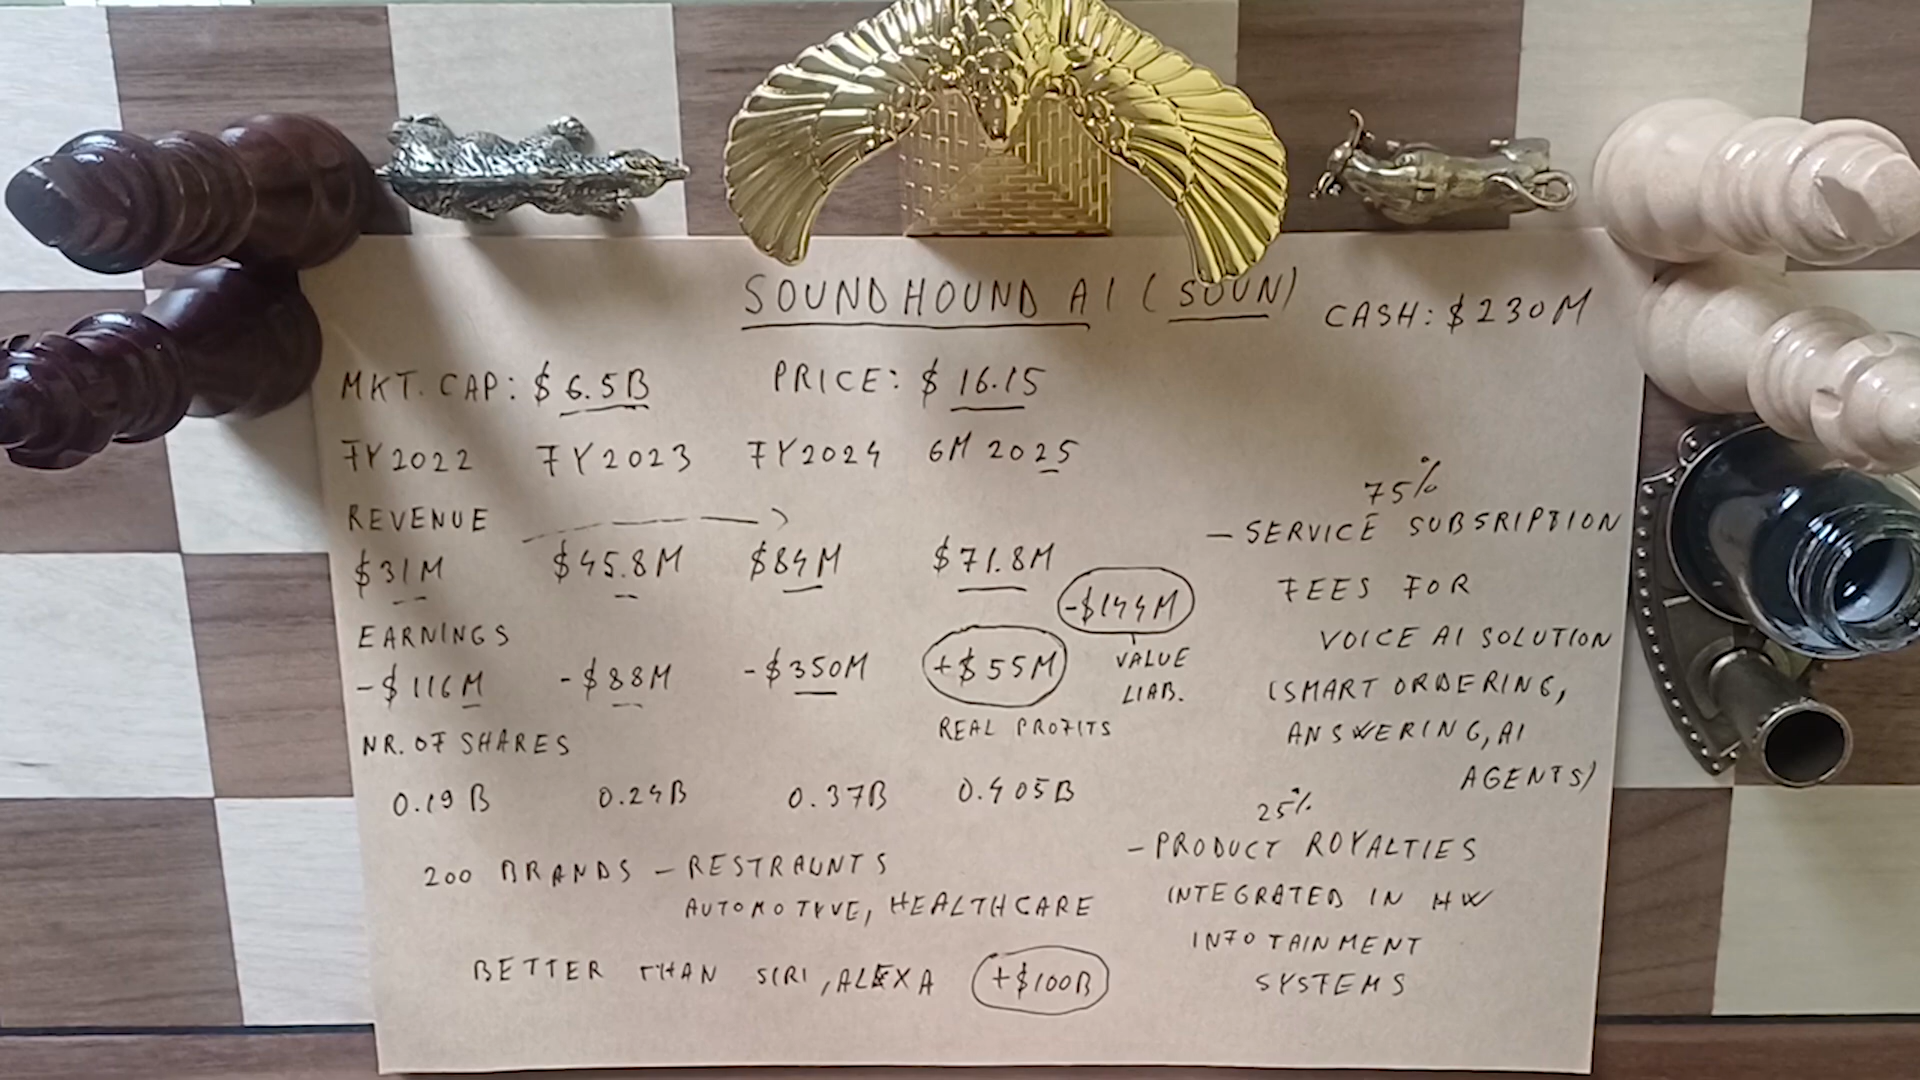 SOUNDHOUND AI (SOUN)
CASH: $230M
MKT. CAP: $6.5B PRICE: $16.15
FY2022 FY2023 FY2024 6M 2025
REVENUE
$31M $45.8M $84M $71.8M
-$144M
VALUE
LIAB.
EARNINGS
-$116M -$88M -$350M +$55M
REAL PROFITS
NR. OF SHARES
0.19B 0.24B 0.37B 0.405B
200 BRANDS - RESTRAUNTS
AUTOMOTIVE, HEALTHCARE
BETTER THAN SIRI, ALEXA +$100B
75%
- SERVICE SUBSRIPTION
FEES FOR
VOICE AI SOLUTION
(SMART ORDERING,
ANSWERING, AI
AGENTS)
25%
- PRODUCT ROYALTIES
INTEGRATED IN HW
INFOTAINMENT
SYSTEMS